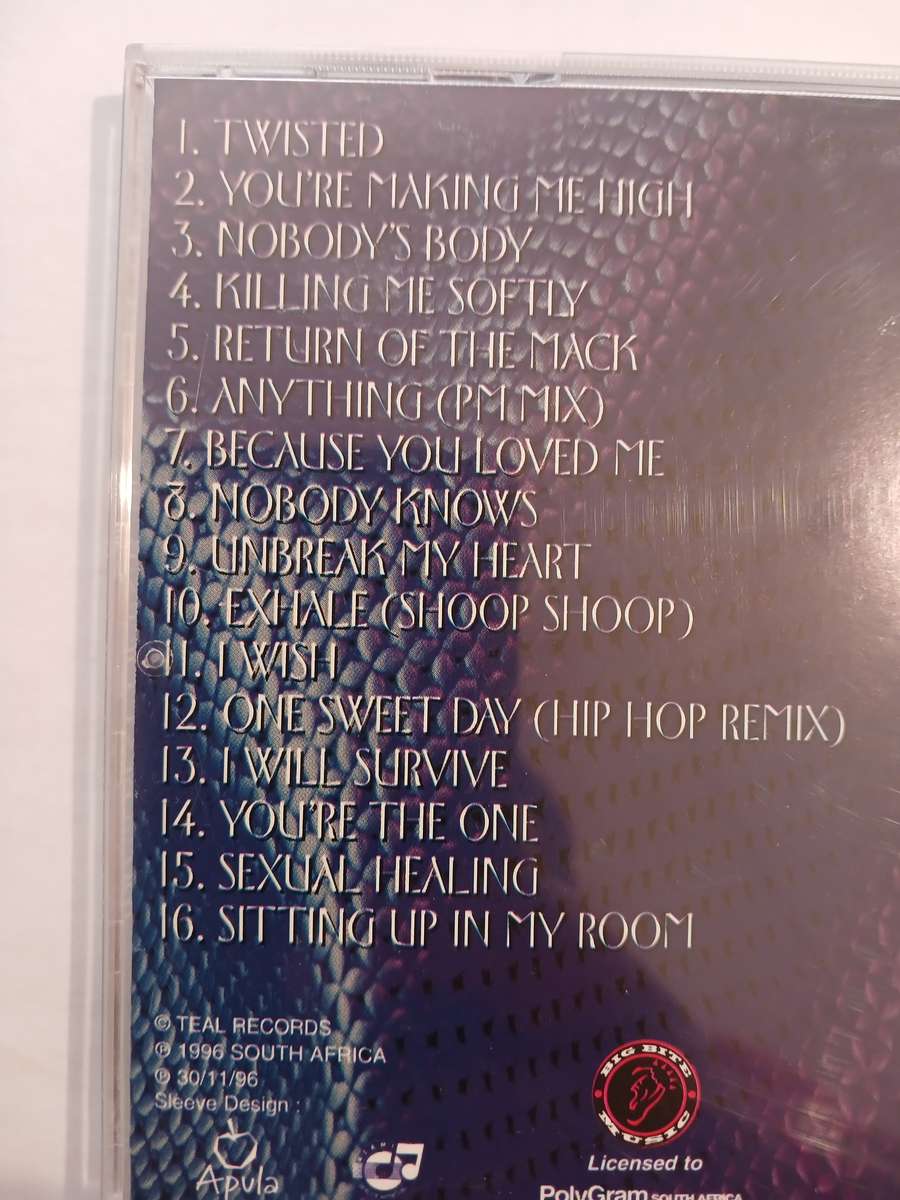 1. TWISTED
2. YOU'RE MAKING ME HIGH
3. NOBODY'S BODY
4. KILLING ME SOFTLY
5. RETURN OF THE MACK
6. ANYTHING (PM MIX)
7. BECAUSE YOU LOVED ME
8. NOBODY KNOWS
9. UNBREAK MY HEART
10. EXHALE (SHOOP SHOOP)
11. I WISH
12. ONE SWEET DAY (HIP HOP REMIX)
13. I WILL SURVIVE
14. YOU'RE THE ONE
15. SEXUAL HEALING
16. SITTING UP IN MY ROOM
© TEAL RECORDS
℗ 1996 SOUTH AFRICA
℗ 30/11/96
Sleeve Design :
Apula
BIG BITE
MUSIC
Licensed to
PolyGram SOUTH AFRICA